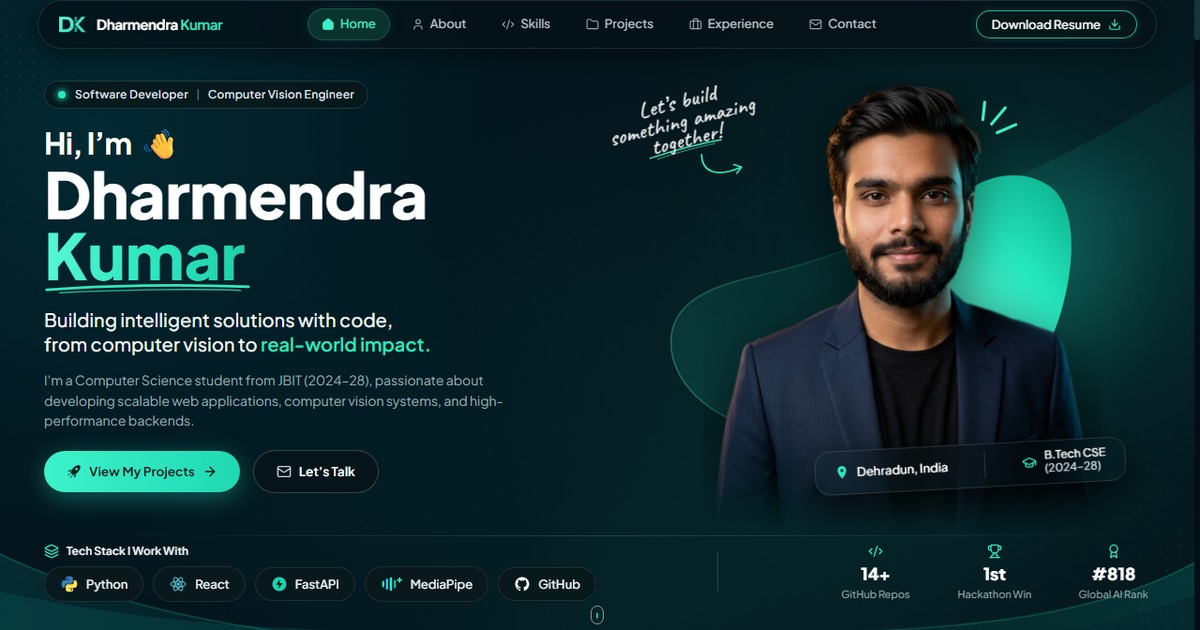 DK Dharmendra Kumar
Home
About
Skills
Projects
Experience
Contact
Download Resume
Software Developer | Computer Vision Engineer
Hi, I'm
Dharmendra
Kumar
Building intelligent solutions with code,
from computer vision to real-world impact.
I'm a Computer Science student from JBIT (2024–28), passionate about
developing scalable web applications, computer vision systems, and high-
performance backends.
View My Projects
Let's Talk
Let's build
something amazing
together!
Dehradun, India
B.Tech CSE
(2024–28)
Tech Stack I Work With
Python
React
FastAPI
MediaPipe
GitHub
14+
GitHub Repos
1st
Hackathon Win
#818
Global AI Rank